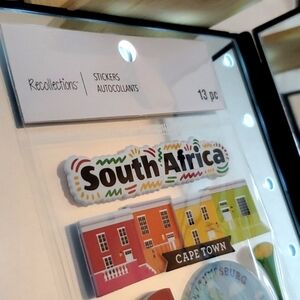 Recollections
STICKERS
AUTOCOLLANTS
13 pc
South Africa
CAPE TOWN